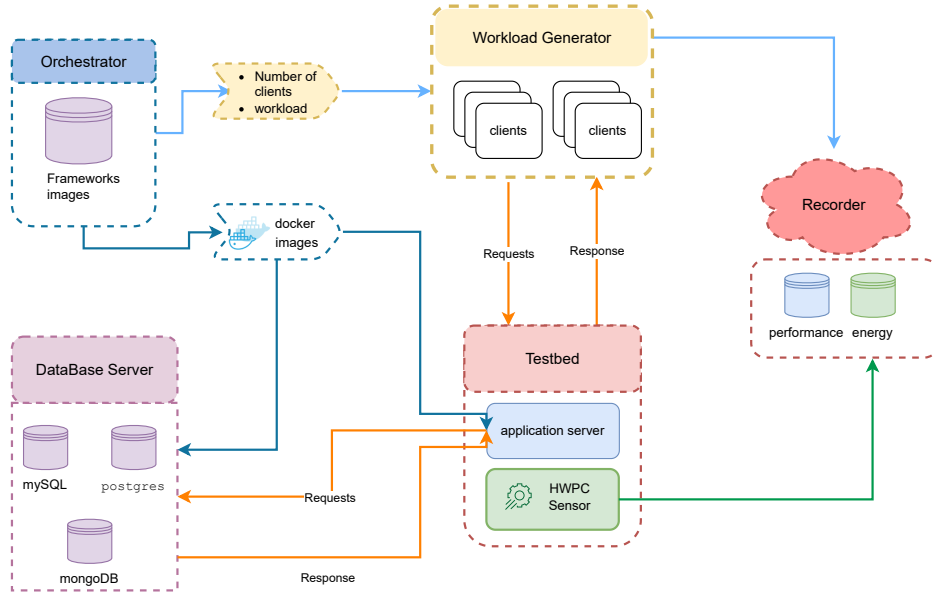 Workload Generator
Orchestrator
Number of
clients
workload
clients
clients
Frameworks
images
Recorder
docker
images
Requests
Response
performance
energy
Testbed
DataBase Server
application server
mySQL
postgres
HWPC
Sensor
Requests
mongoDB
Response